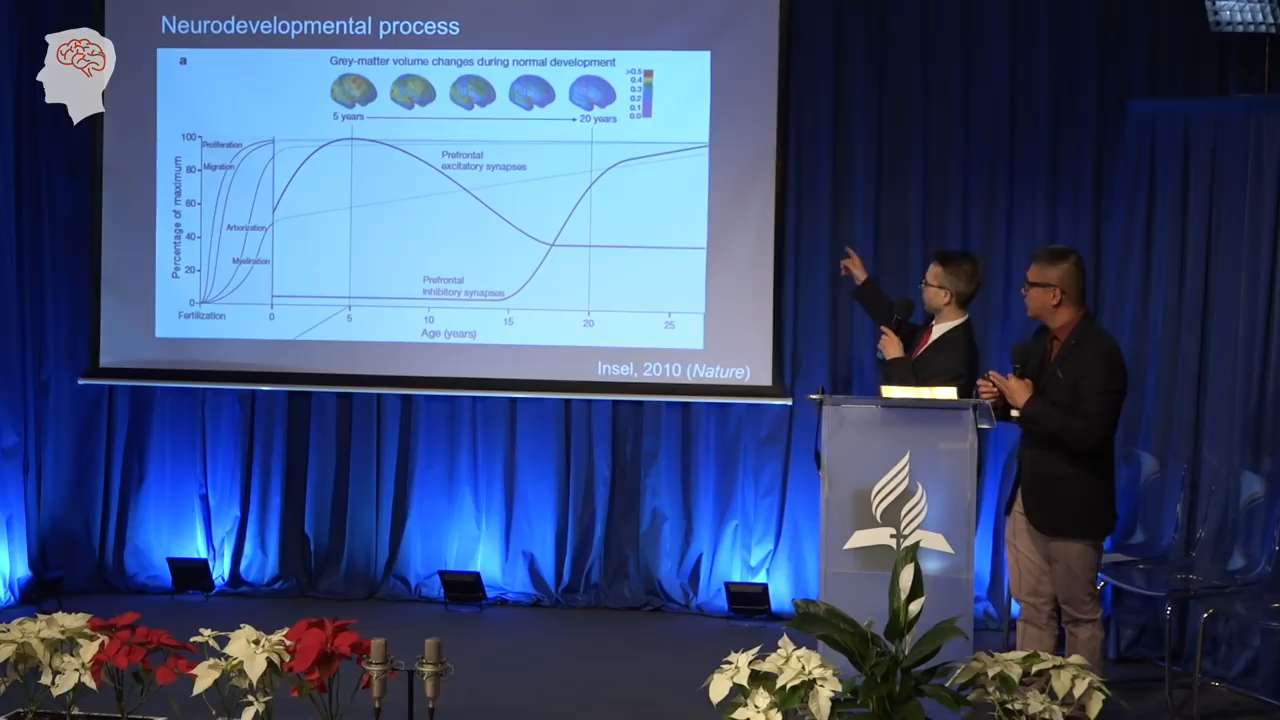 Neurodevelopmental process
a
Grey-matter volume changes during normal development
>0.5
0.4
0.3
0.2
0.1
0.0
5 years
20 years
100
80
60
40
20
0
Percentage of maximum
Proliferation
Migration
Arborization
Myelination
Prefrontal
excitatory synapses
Prefrontal
inhibitory synapses
Fertilization
0
5
10
15
20
25
Age (years)
Insel, 2010 (Nature)